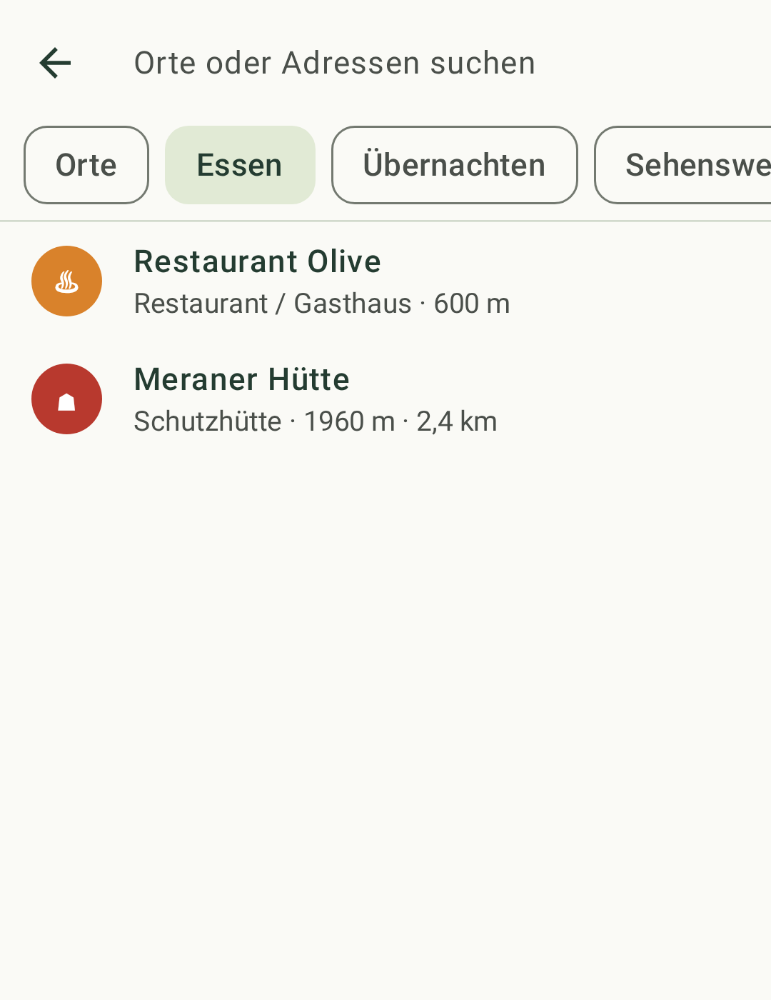 Orte oder Adressen suchen
Orte
Essen
Übernachten
Sehenswe
Restaurant Olive
Restaurant / Gasthaus · 600 m
Meraner Hütte
Schutzhütte · 1960 m · 2,4 km